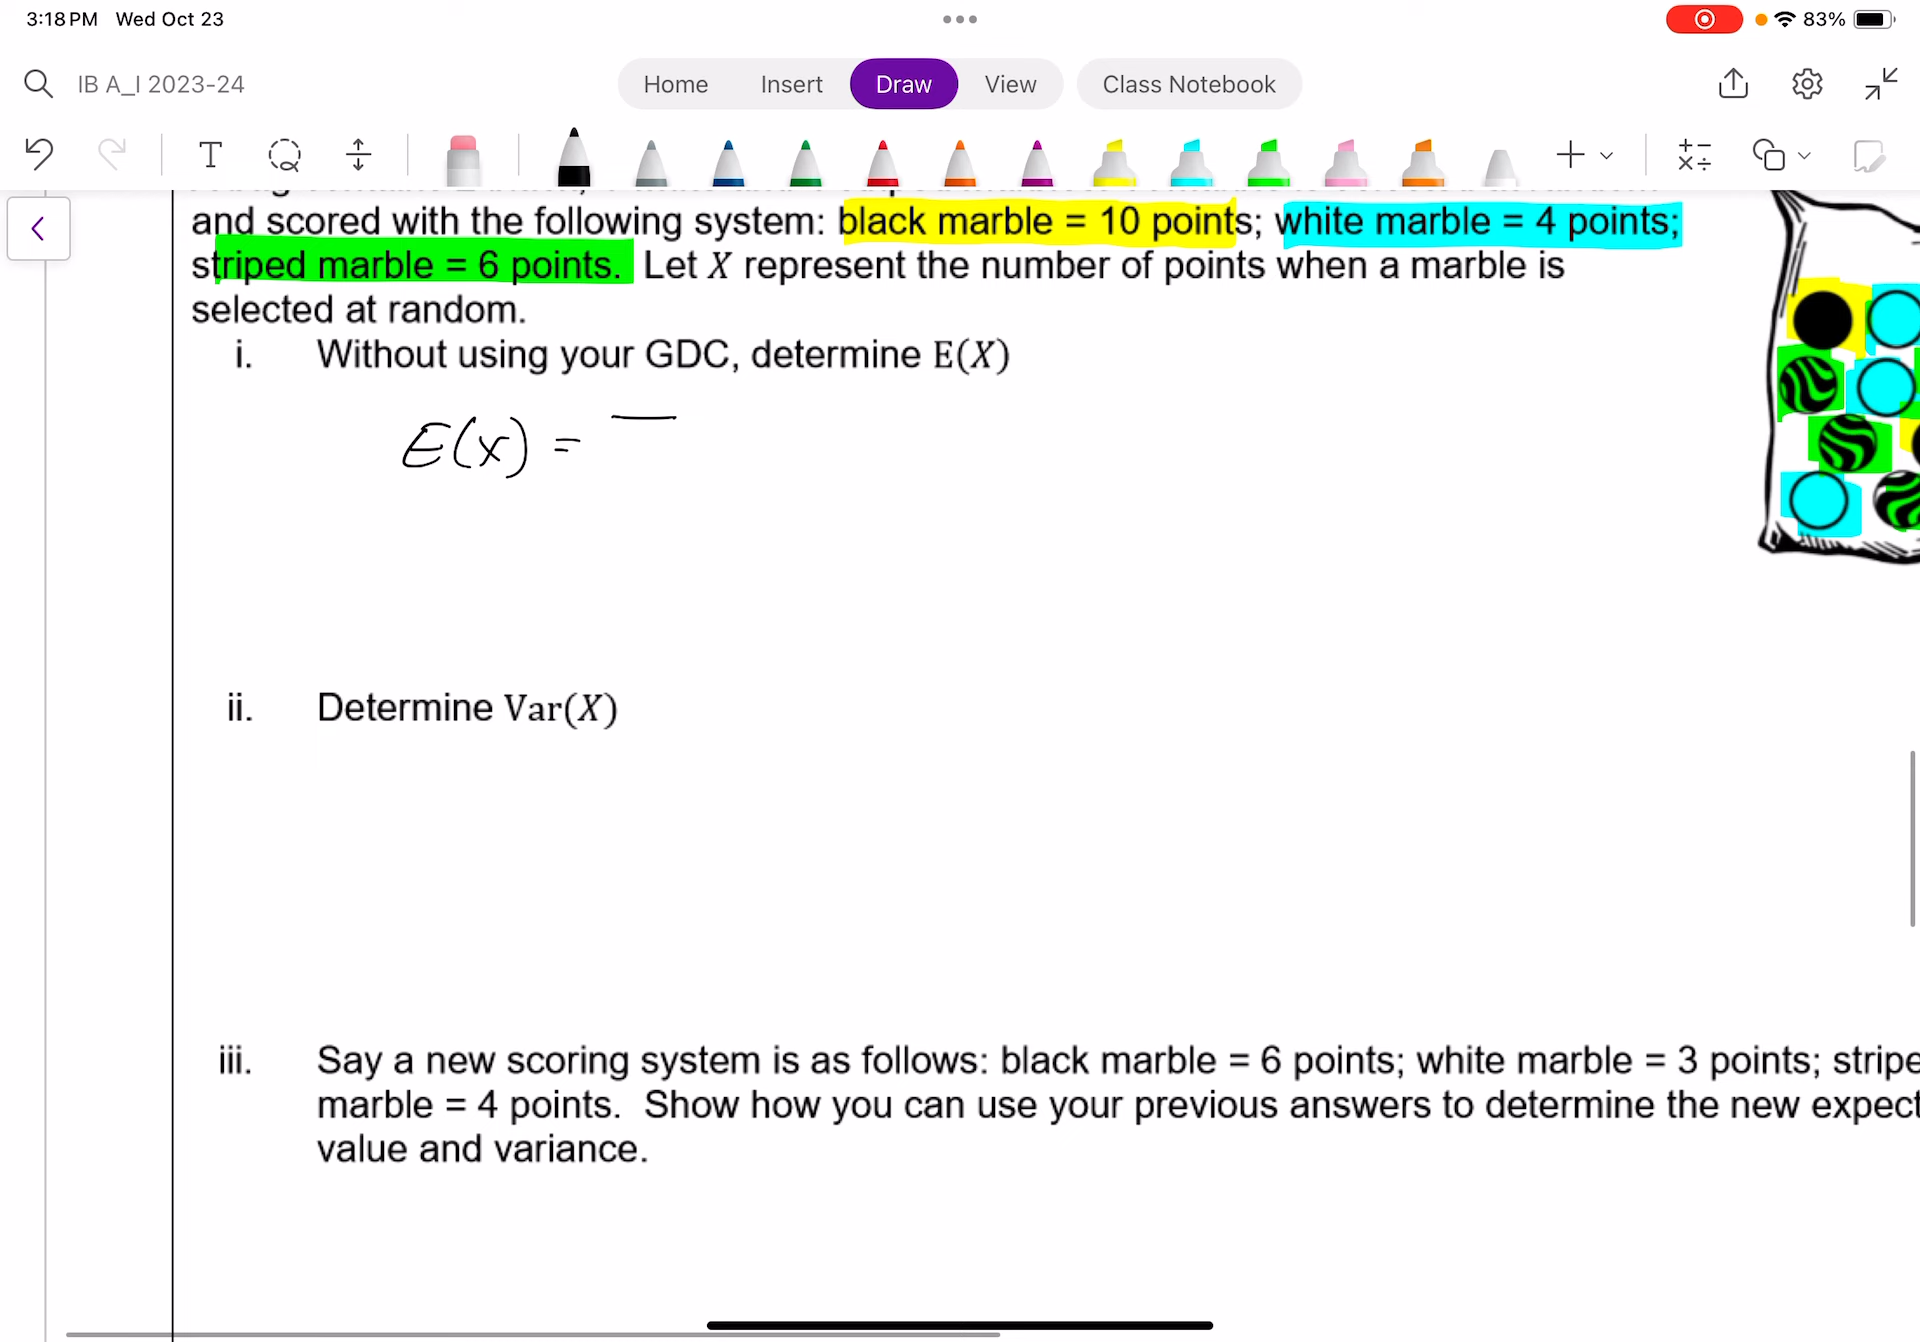 3:18 PM Wed Oct 23
83%
IB A_I 2023-24
Home Insert Draw View Class Notebook
and scored with the following system: black marble = 10 points; white marble = 4 points;
striped marble = 6 points. Let X represent the number of points when a marble is
selected at random.
i. Without using your GDC, determine E(X)
E(x) =
ii. Determine Var(X)
iii. Say a new scoring system is as follows: black marble = 6 points; white marble = 3 points; stripe
marble = 4 points. Show how you can use your previous answers to determine the new expect
value and variance.